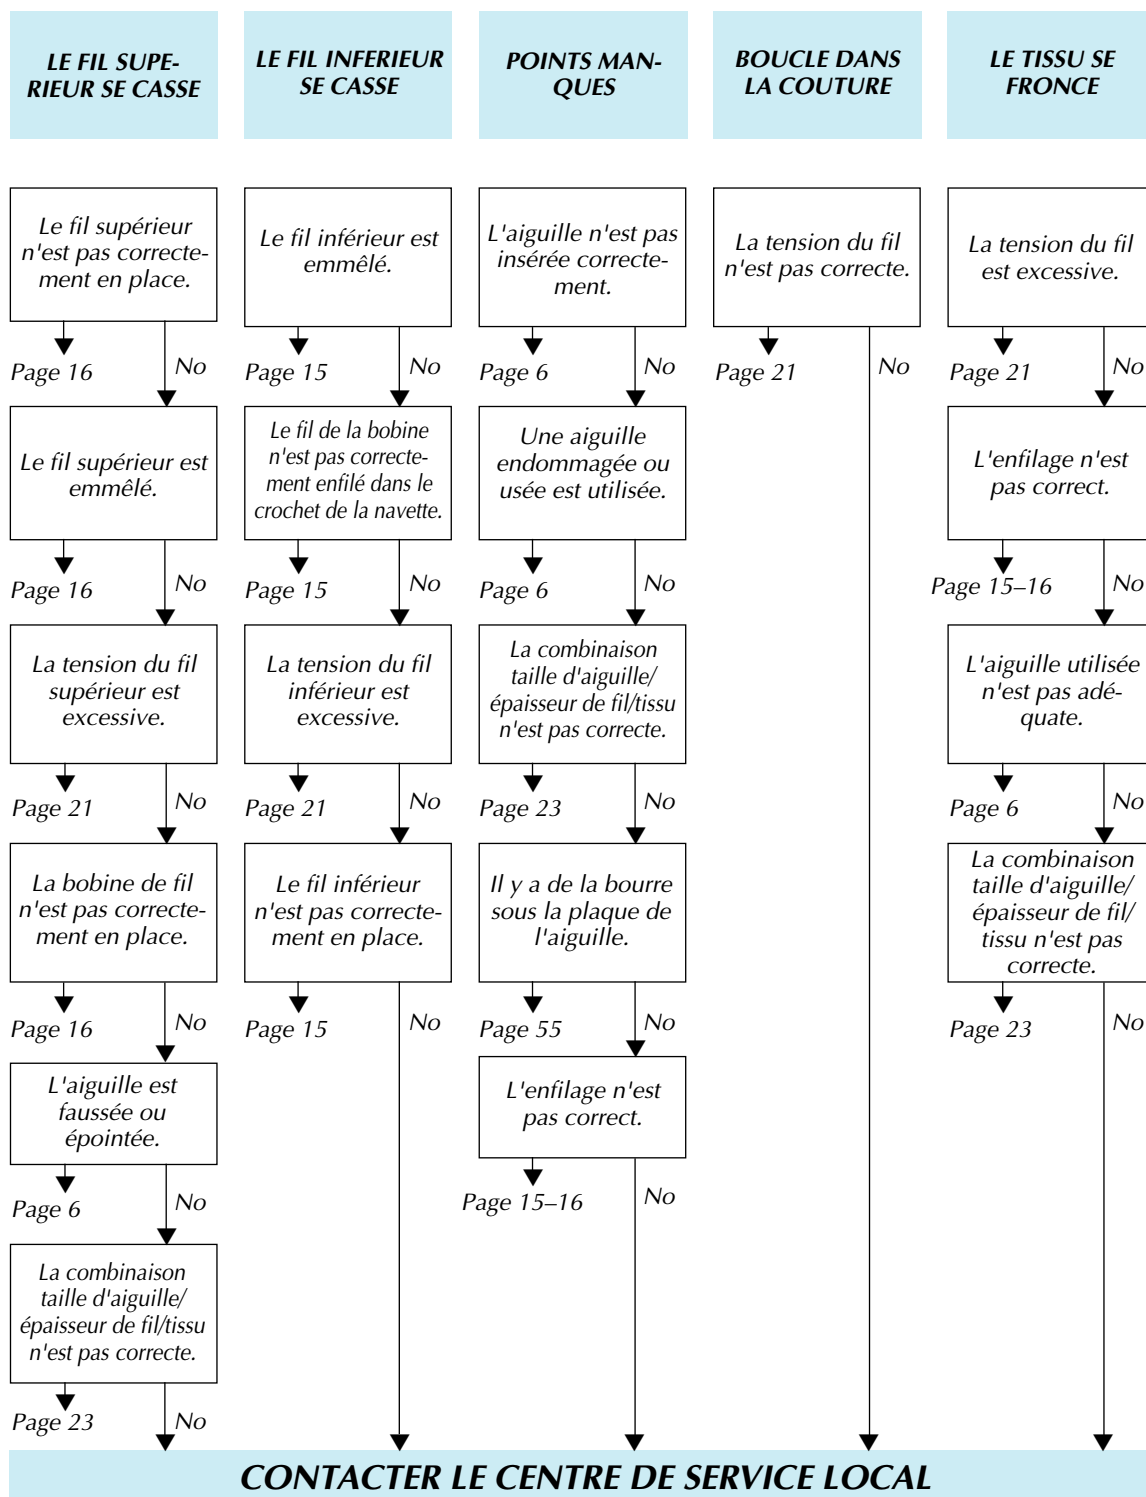 LE FIL SUPE-
RIEUR SE CASSE
LE FIL INFERIEUR
SE CASSE
POINTS MAN-
QUES
BOUCLE DANS
LA COUTURE
LE TISSU SE
FRONCE
Le fil supérieur
n'est pas correcte-
ment en place.
Page 16
No
Le fil supérieur est
emmêlé.
Page 16
No
La tension du fil
supérieur est
excessive.
Page 21
No
La bobine de fil
n'est pas correcte-
ment en place.
Page 16
No
L'aiguille est
faussée ou
épointée.
Page 6
No
La combinaison
taille d'aiguille/
épaisseur de fil/tissu
n'est pas correcte.
Page 23
No
Le fil inférieur est
emmêlé.
Page 15
No
Le fil de la bobine
n'est pas correcte-
ment enfilé dans le
crochet de la navette.
Page 15
No
La tension du fil
inférieur est
excessive.
Page 21
No
Le fil inférieur
n'est pas correcte-
ment en place.
Page 15
No
L'aiguille n'est pas
insérée correcte-
ment.
Page 6
No
Une aiguille
endommagée ou
usée est utilisée.
Page 6
No
La combinaison
taille d'aiguille/
épaisseur de fil/tissu
n'est pas correcte.
Page 23
No
Il y a de la bourre
sous la plaque de
l'aiguille.
Page 55
No
L'enfilage n'est
pas correct.
Page 15–16
No
La tension du fil
n'est pas correcte.
Page 21
No
La tension du fil
est excessive.
Page 21
No
L'enfilage n'est
pas correct.
Page 15–16
No
L'aiguille utilisée
n'est pas adé-
quate.
Page 6
No
La combinaison
taille d'aiguille/
épaisseur de fil/
tissu n'est pas
correcte.
Page 23
No
CONTACTER LE CENTRE DE SERVICE LOCAL